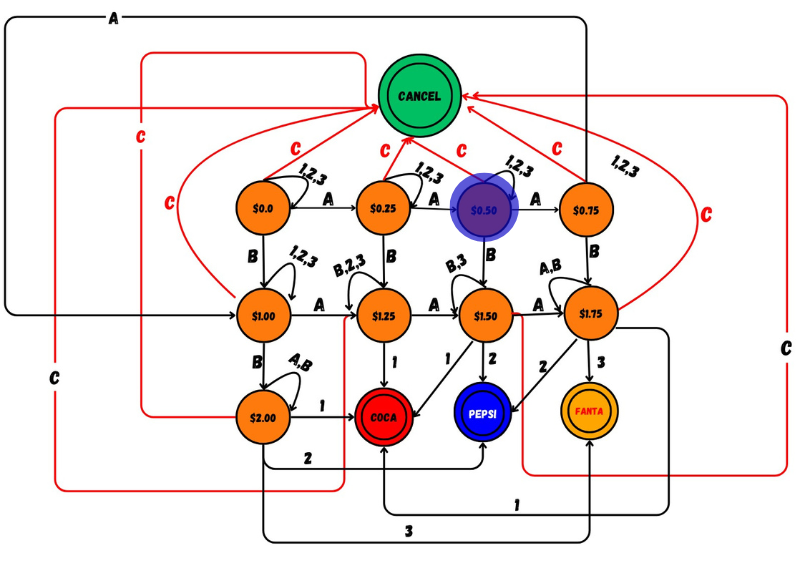 A
CANCEL
C
C
C
C
C
1,2,3
1,2,3
1,2,3
1,2,3
$0.0
A
$0.25
A
$0.50
A
$0.75
C
C
B
1,2,3
B,2,3
B
B,3
B
A,B
B
$1.00
A
$1.25
A
$1.50
A
$1.75
C
C
B
A,B
1
1
2
2
3
$2.00
1
COCA
PEPSI
FANTA
2
1
3